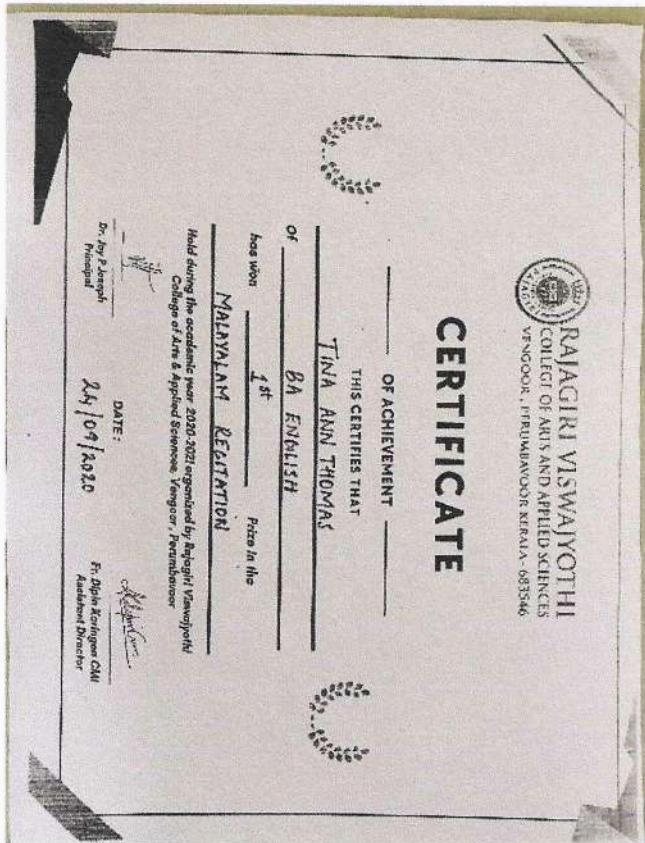 RAJAGIRI VISWAJYOTHI
COLLEGE OF ARTS AND APPLIED SCIENCES
VENGOOR, PERUMBAVOOR KERALA - 683546
CERTIFICATE
OF ACHIEVEMENT
THIS CERTIFIES THAT
TINA ANN THOMAS
of BA ENGLISH
has won 1st Prize in the
MALAYALAM RECITATION
Held during the academic year 2020-2021 organized by Rajagiri Viswajyothi
College of Arts & Applied Sciences, Vengoor, Perumbavoor
DATE:
24/09/2020
Dr. Joy P Joseph
Principal
Fr. Dipin Karingen CMI
Assistant Director